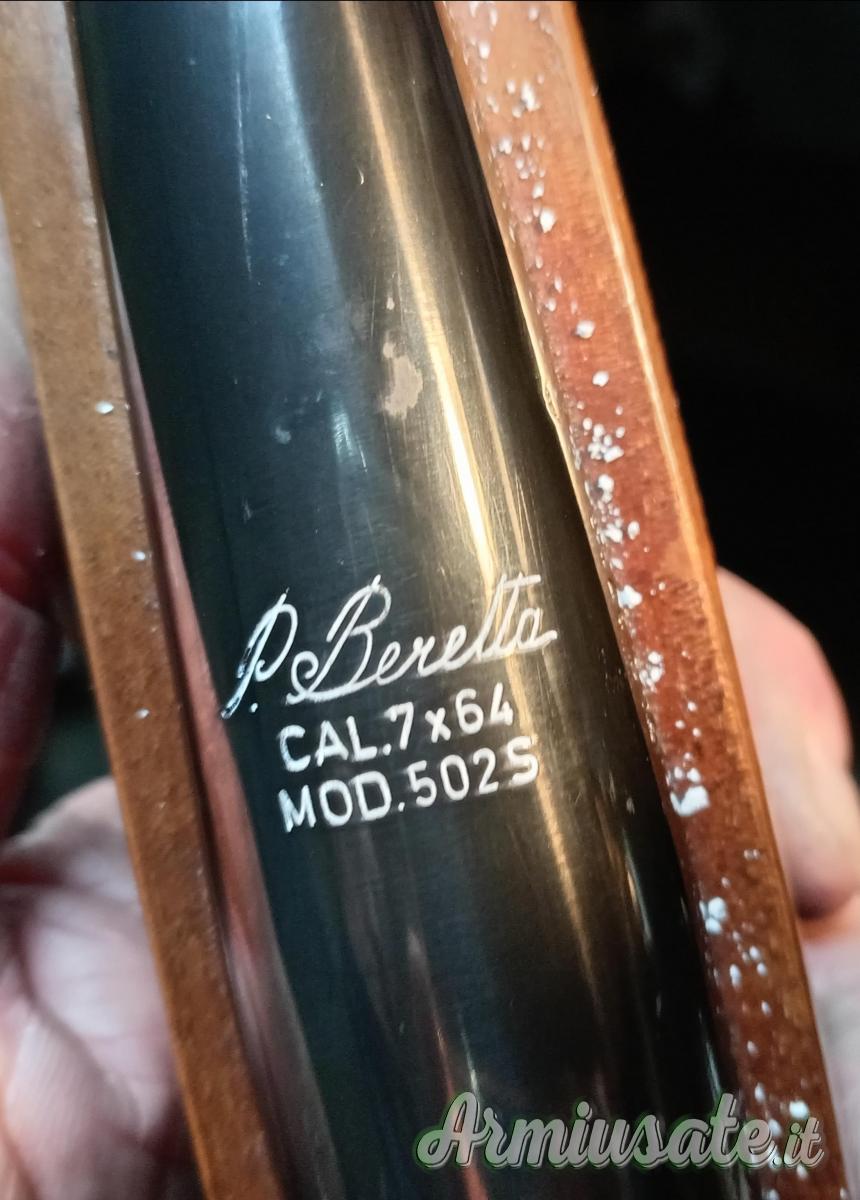 P. Beretta
CAL.7x64
MOD.502S
Armiusate.it